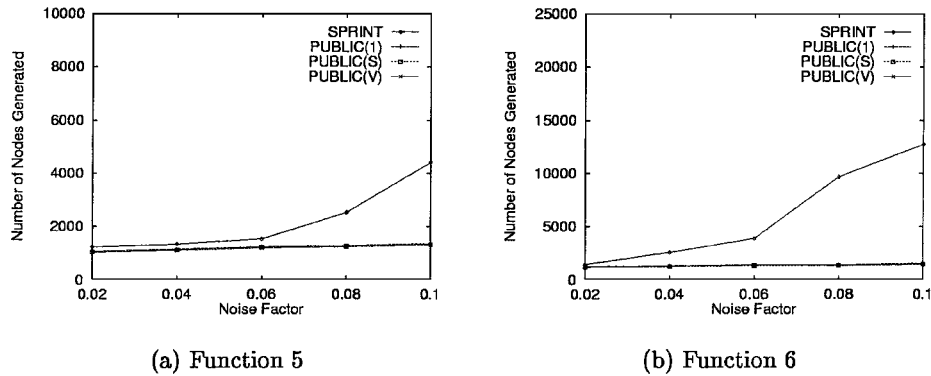 10000
8000
6000
4000
2000
0
Number of Nodes Generated
SPRINT
PUBLIC(1)
PUBLIC(S)
PUBLIC(V)
0.02 0.04 0.06 0.08 0.1
Noise Factor
(a) Function 5
25000
20000
15000
10000
5000
0
Number of Nodes Generated
SPRINT
PUBLIC(1)
PUBLIC(S)
PUBLIC(V)
0.02 0.04 0.06 0.08 0.1
Noise Factor
(b) Function 6